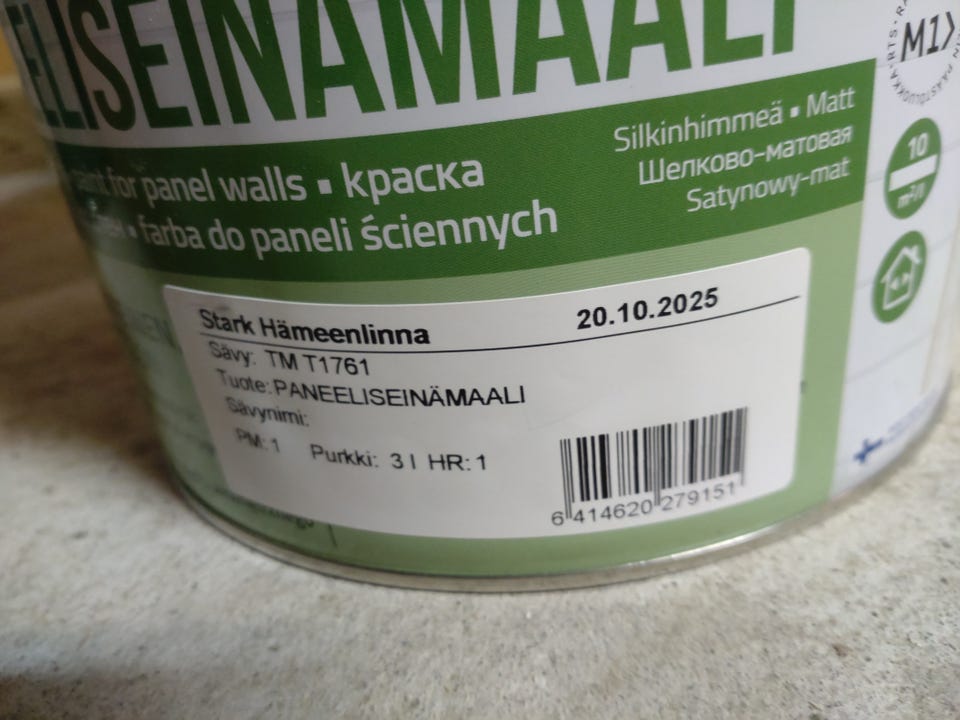 ELISEINÄMAALI
paint for panel walls ▪ краска
▪ farba do paneli ściennych
Silkinhimmeä ▪ Matt
Шелково-матовая
Satynowy-mat
M1
10
m²/l
Stark Hämeenlinna 20.10.2025
Sävy: TM T1761
Tuote: PANEELISEINÄMAALI
Sävynimi:
PM: 1 Purkki: 3 l HR: 1
6 414620 279151